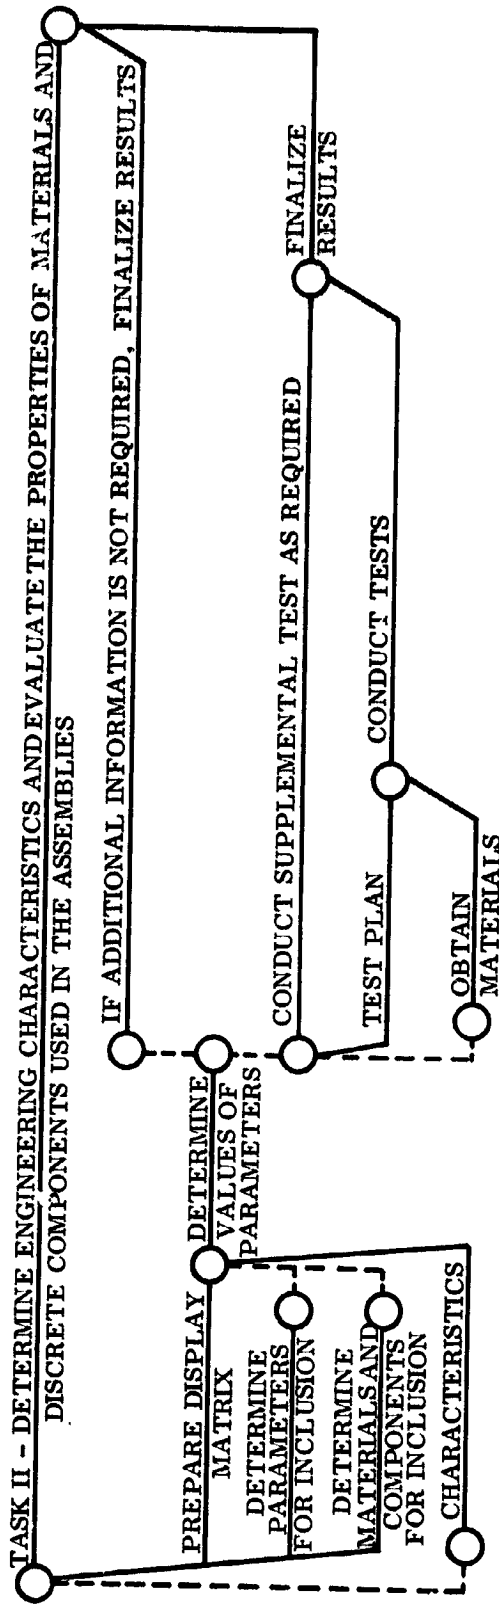 TASK II – DETERMINE ENGINEERING CHARACTERISTICS AND EVALUATE THE PROPERTIES OF MATERIALS AND
DISCRETE COMPONENTS USED IN THE ASSEMBLIES
IF ADDITIONAL INFORMATION IS NOT REQUIRED, FINALIZE RESULTS
PREPARE DISPLAY
MATRIX
DETERMINE
VALUES OF
PARAMETERS
DETERMINE
PARAMETERS
FOR INCLUSION
DETERMINE
MATERIALS AND
COMPONENTS
FOR INCLUSION
CHARACTERISTICS
CONDUCT SUPPLEMENTAL TEST AS REQUIRED
FINALIZE
RESULTS
TEST PLAN
CONDUCT TESTS
OBTAIN
MATERIALS